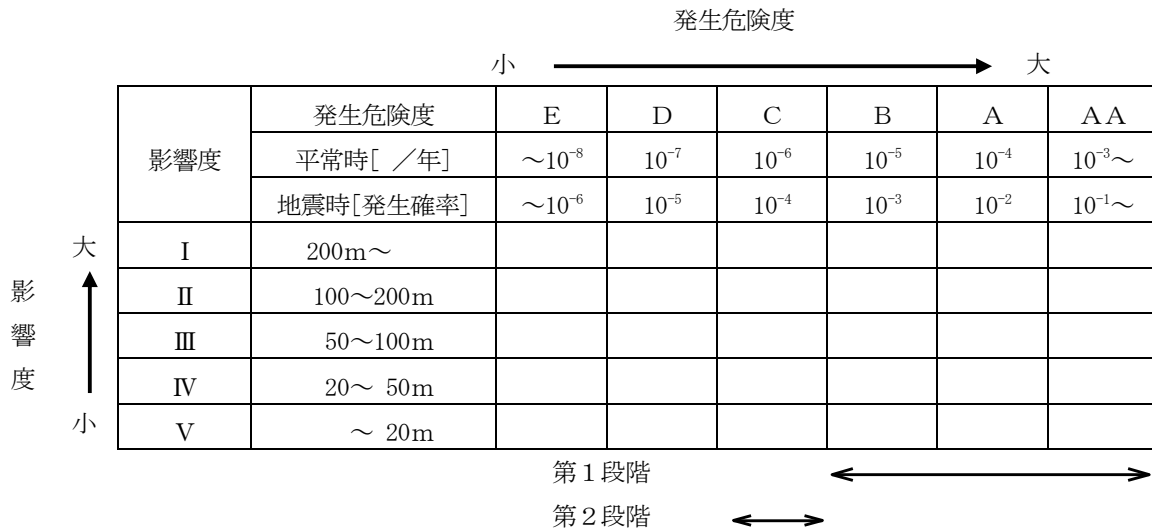 発生危険度
小 大
影響度 発生危険度 E D C B A AA
平常時[ /年] ～10⁻⁸ 10⁻⁷ 10⁻⁶ 10⁻⁵ 10⁻⁴ 10⁻³～
地震時[発生確率] ～10⁻⁶ 10⁻⁵ 10⁻⁴ 10⁻³ 10⁻² 10⁻¹～
影響度
大
小
Ⅰ 200m～
Ⅱ 100～200m
Ⅲ 50～100m
Ⅳ 20～ 50m
Ⅴ ～ 20m
第1段階
第2段階